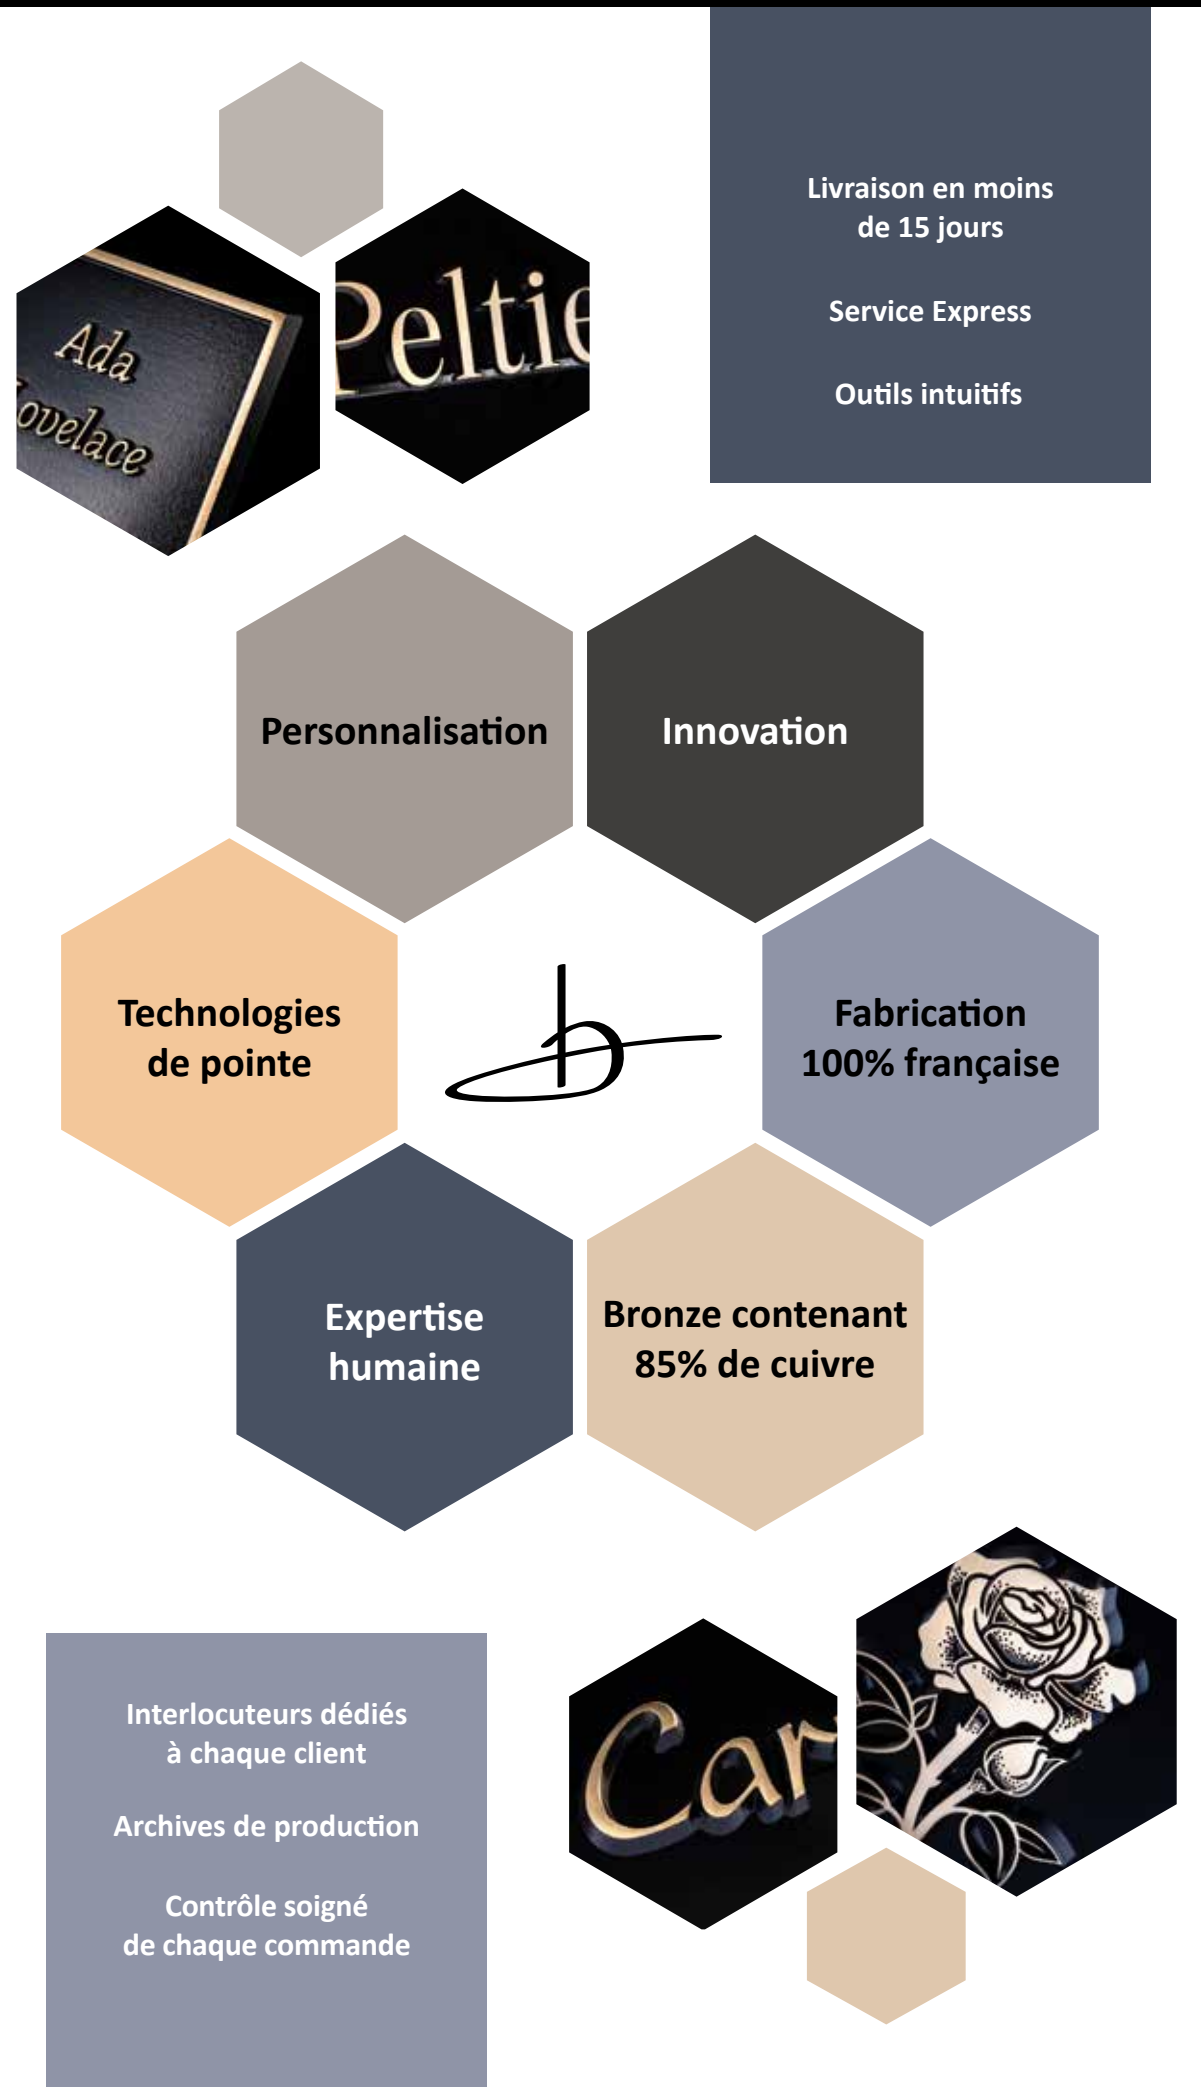 Livraison en moins
de 15 jours
Service Express
Outils intuitifs
Ada
Lovelace
Peltie
Personnalisation
Innovation
Technologies
de pointe
Fabrication
100% française
Expertise
humaine
Bronze contenant
85% de cuivre
Interlocuteurs dédiés
à chaque client
Archives de production
Contrôle soigné
de chaque commande
Car